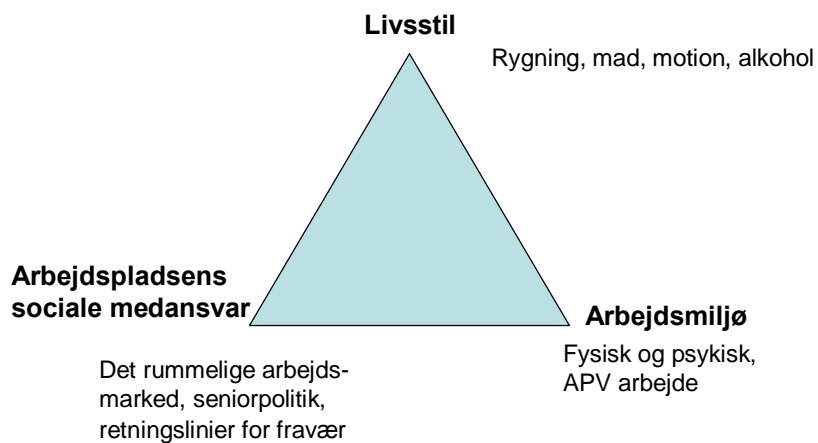 Livsstil
Rygning, mad, motion, alkohol
Arbejdspladsens
sociale medansvar
Det rummelige arbejds-
marked, seniorpolitik,
retningslinier for fravær
Arbejdsmiljø
Fysisk og psykisk,
APV arbejde